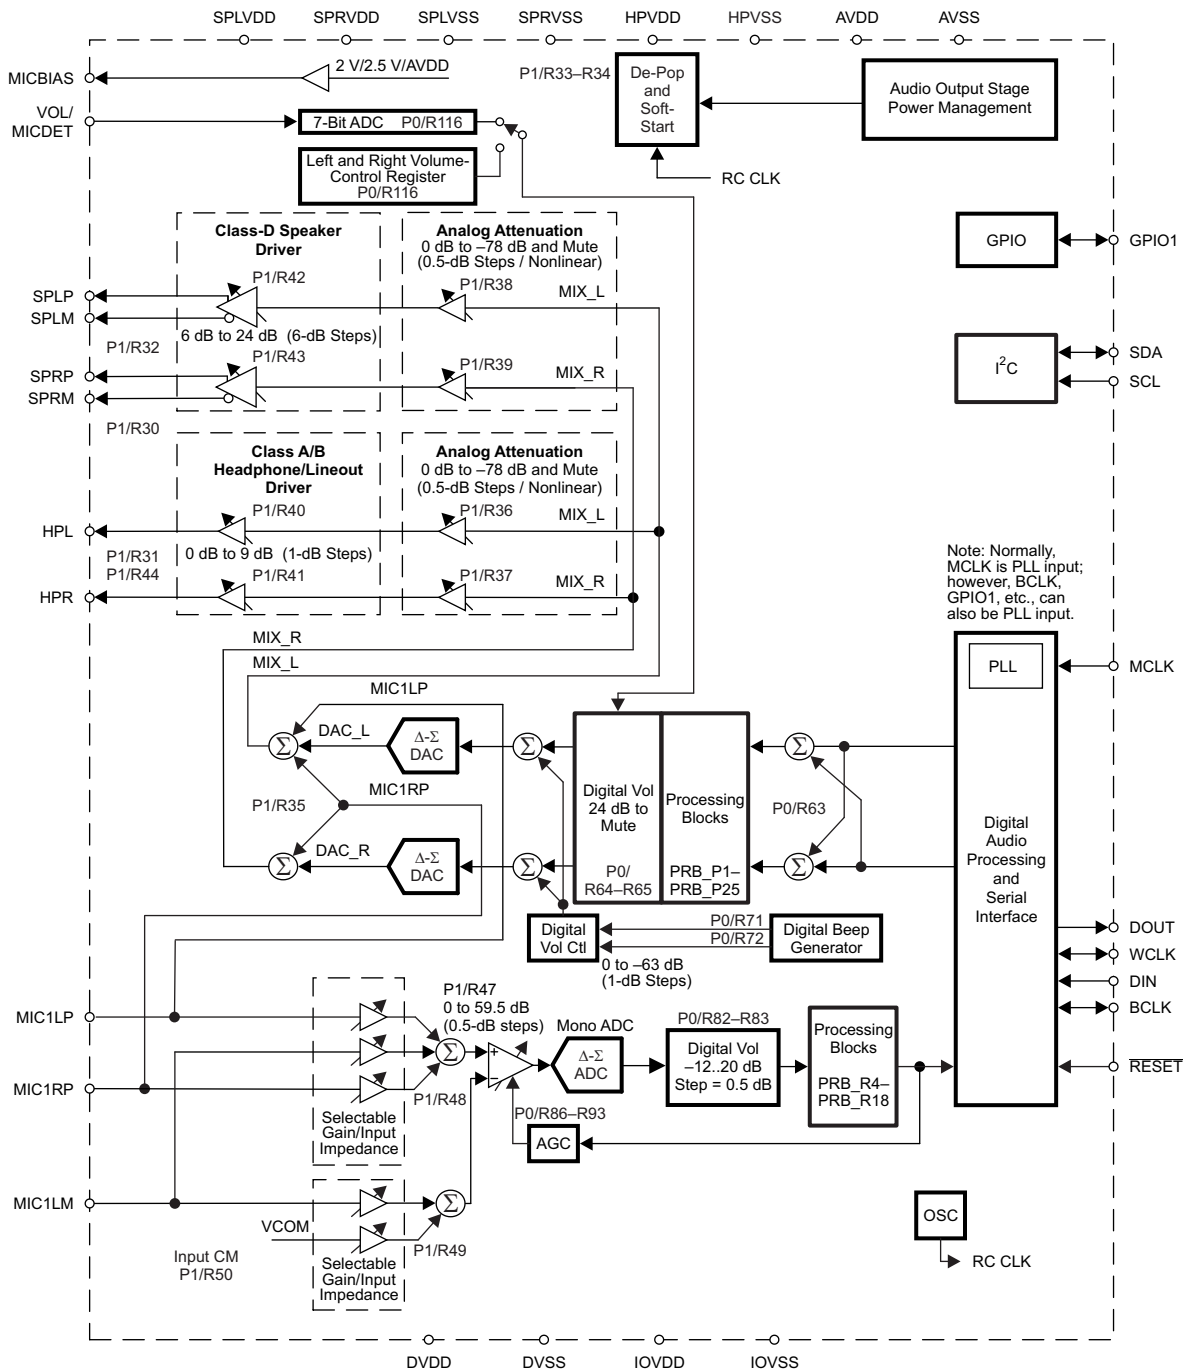 SPLVDD SPRVDD SPLVSS SPRVSS HPVDD HPVSS AVDD AVSS
MICBIAS
2 V/2.5 V/AVDD
P1/R33–R34
De-Pop
and
Soft-
Start
Audio Output Stage
Power Management
VOL/
MICDET
7-Bit ADC P0/R116
Left and Right Volume-
Control Register
P0/R116
RC CLK
GPIO
GPIO1
Class-D Speaker
Driver
Analog Attenuation
0 dB to –78 dB and Mute
(0.5-dB Steps / Nonlinear)
P1/R42
P1/R38
MIX_L
SPLP
SPLM
6 dB to 24 dB (6-dB Steps)
P1/R32
P1/R43
P1/R39
MIX_R
SPRP
SPRM
P1/R30
I2C
SDA
SCL
Class A/B
Headphone/Lineout
Driver
Analog Attenuation
0 dB to –78 dB and Mute
(0.5-dB Steps / Nonlinear)
P1/R40
P1/R36
MIX_L
HPL
P1/R31
P1/R44
0 dB to 9 dB (1-dB Steps)
P1/R41
P1/R37
MIX_R
HPR
Note: Normally,
MCLK is PLL input;
however, BCLK,
GPIO1, etc., can
also be PLL input.
MIX_R
MIX_L
MIC1LP
PLL
MCLK
Σ
DAC_L
Δ-Σ
DAC
Σ
Σ
MIC1RP
P1/R35
Digital Vol
24 dB to
Mute
P0/
R64–R65
Processing
Blocks
PRB_P1–
PRB_P25
P0/R63
Digital
Audio
Processing
and
Serial
Interface
Σ
DAC_R
Δ-Σ
DAC
Σ
Σ
Digital
Vol Ctl
P0/R71
P0/R72
Digital Beep
Generator
0 to –63 dB
(1-dB Steps)
DOUT
WCLK
DIN
BCLK
RESET
MIC1LP
P1/R47
0 to 59.5 dB
(0.5-dB steps)
Mono ADC
P0/R82–R83
Σ
+
−
Δ-Σ
ADC
Digital Vol
–12..20 dB
Step = 0.5 dB
Processing
Blocks
PRB_R4–
PRB_R18
MIC1RP
P1/R48
Selectable
Gain/Input
Impedance
P0/R86–R93
AGC
MIC1LM
Σ
VCOM
P1/R49
Input CM
P1/R50
Selectable
Gain/Input
Impedance
OSC
RC CLK
DVDD DVSS IOVDD IOVSS